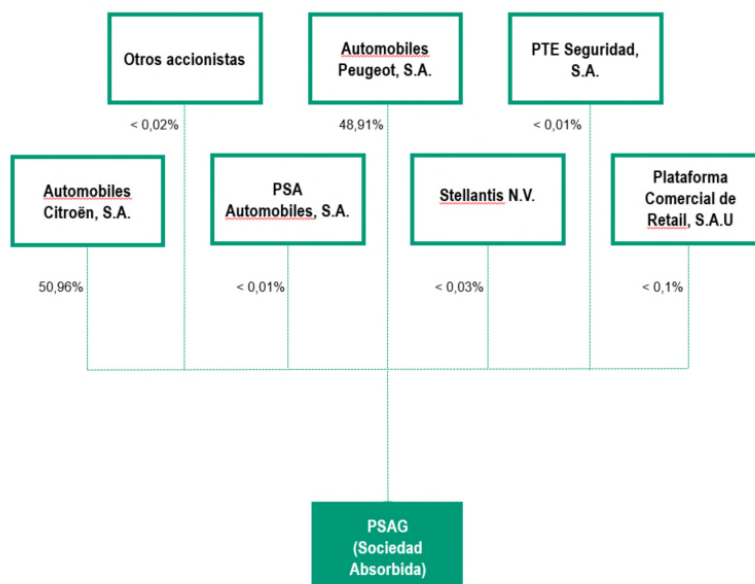 Otros accionistas
Automobiles
Peugeot, S.A.
PTE Seguridad,
S.A.
< 0,02%
48,91%
< 0,01%
Automobiles
Citroën, S.A.
PSA
Automobiles, S.A.
Stellantis N.V.
Plataforma
Comercial de
Retail, S.A.U
50,96%
< 0,01%
< 0,03%
< 0,1%
PSAG
(Sociedad
Absorbida)